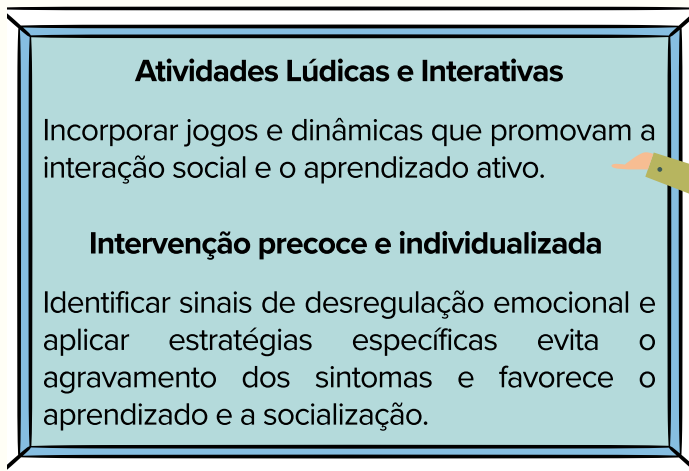 Atividades Lúdicas e Interativas
Incorporar jogos e dinâmicas que promovam a
interação social e o aprendizado ativo.
Intervenção precoce e individualizada
Identificar sinais de desregulação emocional e
aplicar estratégias específicas evita o
agravamento dos sintomas e favorece o
aprendizado e a socialização.